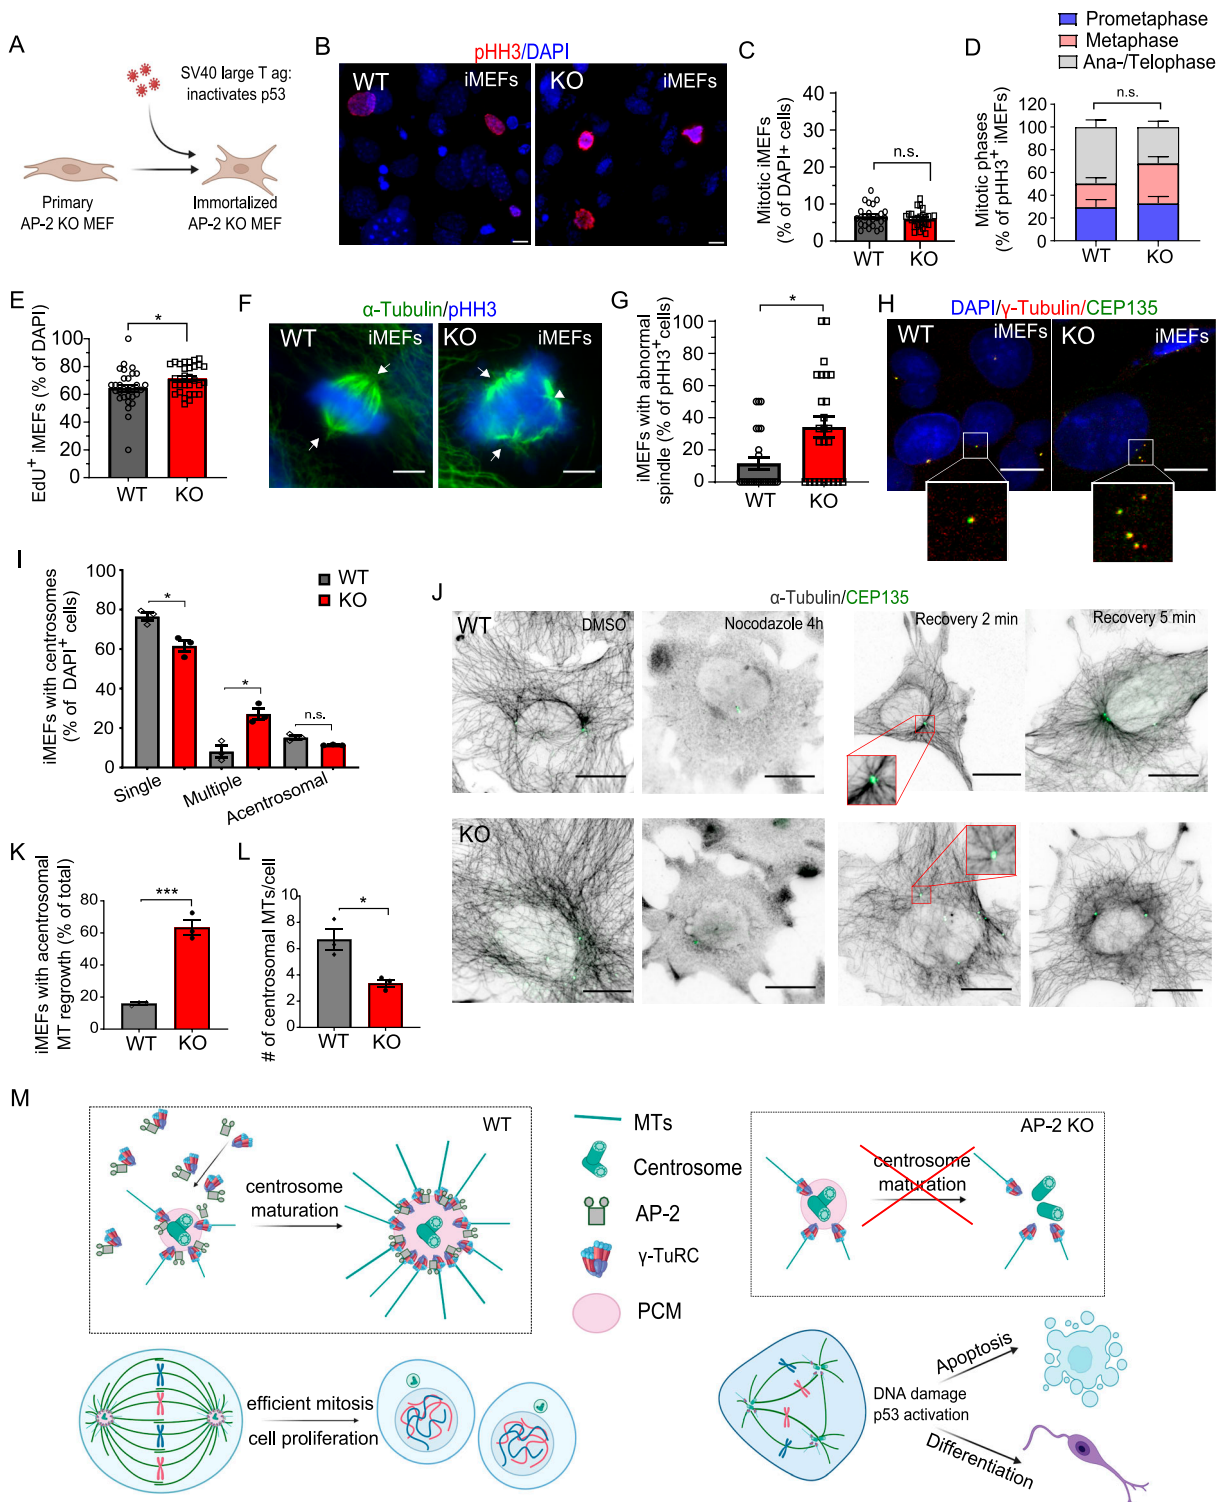 A
SV40 large T ag:
inactivates p53
Primary
AP-2 KO MEF
Immortalized
AP-2 KO MEF
B
pHH3/DAPI
WT
iMEFs
KO
iMEFs
C
Mitotic iMEFs
(% of DAPI+ cells)
40
30
20
10
0
n.s.
WT
KO
D
Prometaphase
Metaphase
Ana-/Telophase
Mitotic phases
(% of pHH3+ iMEFs)
120
100
80
60
40
20
0
n.s.
WT
KO
E
EdU+ iMEFs (% of DAPI)
100
80
60
40
20
0
*
WT
KO
F
α-Tubulin/pHH3
WT
iMEFs
KO
iMEFs
G
iMEFs with abnormal
spindle (% of pHH3+cells)
100
80
60
40
20
0
*
WT
KO
H
DAPI/γ-Tubulin/CEP135
WT
iMEFs
KO
iMEFs
I
iMEFs with centrosomes
(% of DAPI+ cells)
100
80
60
40
20
0
*
*
n.s.
Single
Multiple
Acentrosomal
WT
KO
J
α-Tubulin/CEP135
WT
DMSO
Nocodazole 4h
Recovery 2 min
Recovery 5 min
KO
K
iMEFs with acentrosomal
MT regrowth (% of total)
80
60
40
20
0
***
WT
KO
L
# of centrosomal MTs/cell
10
8
6
4
2
0
*
WT
KO
M
WT
centrosome
maturation
MTs
Centrosome
AP-2
γ-TuRC
PCM
AP-2 KO
centrosome
maturation
efficient mitosis
cell proliferation
DNA damage
p53 activation
Apoptosis
Differentiation